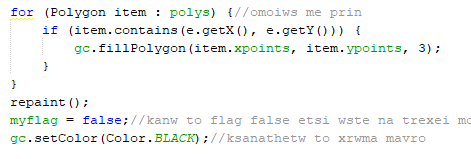 for (Polygon item : polys) {//omoiws me prin
if (item.contains(e.getX(), e.getY())) {
gc.fillPolygon(item.xpoints, item.ypoints, 3);
}
}
repaint();
myflag = false;//kanw to flag false etsi wste na trexei
gc.setColor(Color.BLACK);//ksanathetw to xrwma mavro